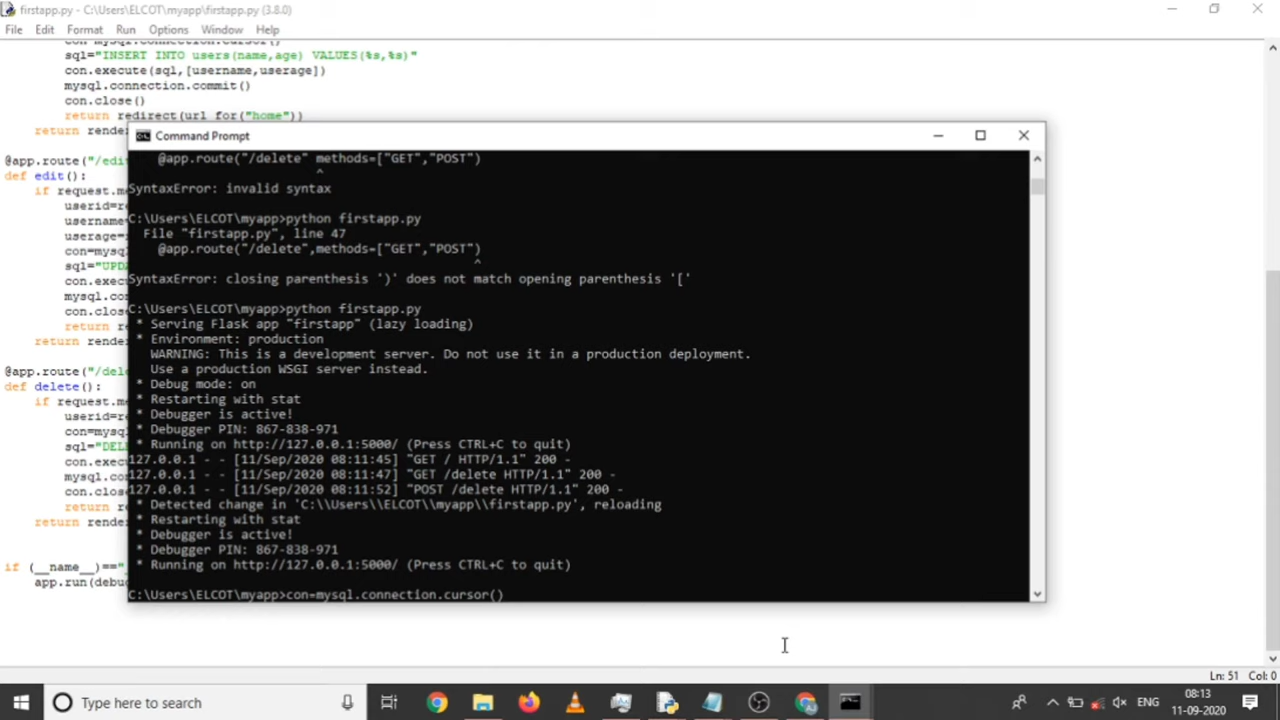 firstapp.py - C:\Users\ELCOT\myapp\firstapp.py (3.8.0)
File Edit Format Run Options Window Help
con=mysql.connection.cursor()
sql="INSERT INTO users(name,age) VALUES(%s,%s)"
con.execute(sql,[username,userage])
mysql.connection.commit()
con.close()
return redirect(url_for("home"))
return rende
@app.route("/edi
def edit():
if request.m
userid=r
username
userage=
con=mysq
sql="UPD
con.exec
mysql.co
con.clos
return r
return rende
@app.route("/del
def delete():
if request.m
userid=r
con=mysq
sql="DEL
con.exec
mysql.co
con.clos
return r
return rende
if (__name__)=="
app.run(debu
Command Prompt
@app.route("/delete" methods=["GET","POST")
^
SyntaxError: invalid syntax
C:\Users\ELCOT\myapp>python firstapp.py
File "firstapp.py", line 47
@app.route("/delete",methods=["GET","POST")
^
SyntaxError: closing parenthesis ')' does not match opening parenthesis '['
C:\Users\ELCOT\myapp>python firstapp.py
* Serving Flask app "firstapp" (lazy loading)
* Environment: production
WARNING: This is a development server. Do not use it in a production deployment.
Use a production WSGI server instead.
* Debug mode: on
* Restarting with stat
* Debugger is active!
* Debugger PIN: 867-838-971
* Running on http://127.0.0.1:5000/ (Press CTRL+C to quit)
127.0.0.1 - - [11/Sep/2020 08:11:45] "GET / HTTP/1.1" 200 -
127.0.0.1 - - [11/Sep/2020 08:11:47] "GET /delete HTTP/1.1" 200 -
127.0.0.1 - - [11/Sep/2020 08:11:52] "POST /delete HTTP/1.1" 200 -
* Detected change in 'C:\\Users\\ELCOT\\myapp\\firstapp.py', reloading
* Restarting with stat
* Debugger is active!
* Debugger PIN: 867-838-971
* Running on http://127.0.0.1:5000/ (Press CTRL+C to quit)
C:\Users\ELCOT\myapp>con=mysql.connection.cursor()
Ln: 51 Col: 0
Type here to search
ENG
08:13
11-09-2020